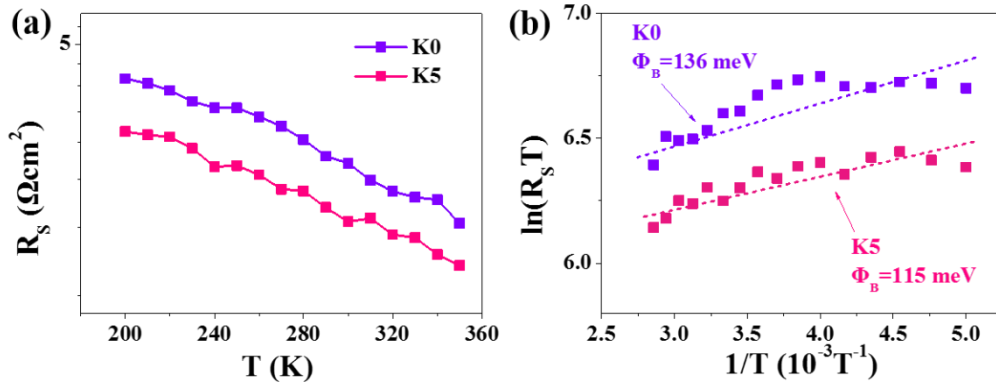 (a)
5
K0
K5
R_S (Ωcm²)
200
240
280
320
360
T (K)
(b)
7.0
6.5
6.0
K0
Φ_B=136 meV
K5
Φ_B=115 meV
ln(R_S T)
2.5
3.0
3.5
4.0
4.5
5.0
1/T (10⁻³T⁻¹)